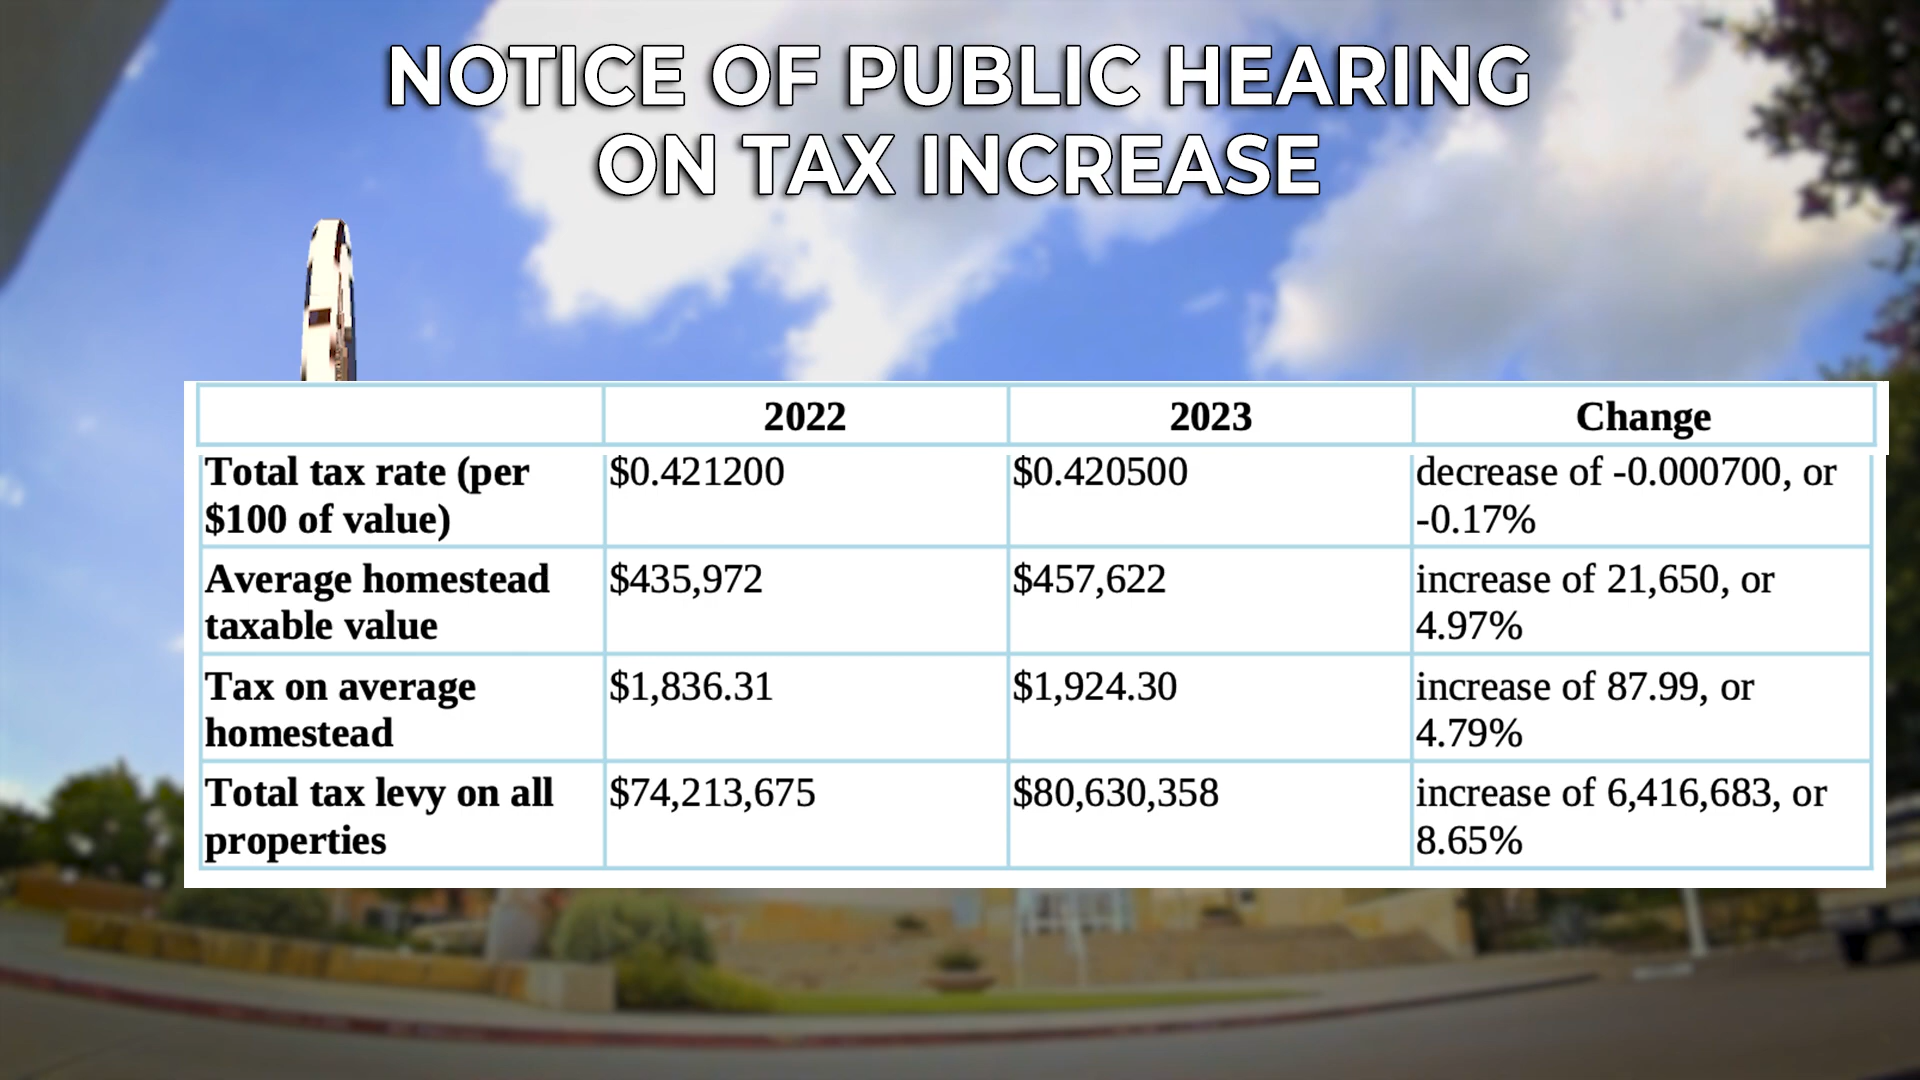 NOTICE OF PUBLIC HEARING
ON TAX INCREASE
2022 2023 Change
Total tax rate (per $0.421200 $0.420500 decrease of -0.000700, or
$100 of value) -0.17%
Average homestead $435,972 $457,622 increase of 21,650, or
taxable value 4.97%
Tax on average $1,836.31 $1,924.30 increase of 87.99, or
homestead 4.79%
Total tax levy on all $74,213,675 $80,630,358 increase of 6,416,683, or
properties 8.65%